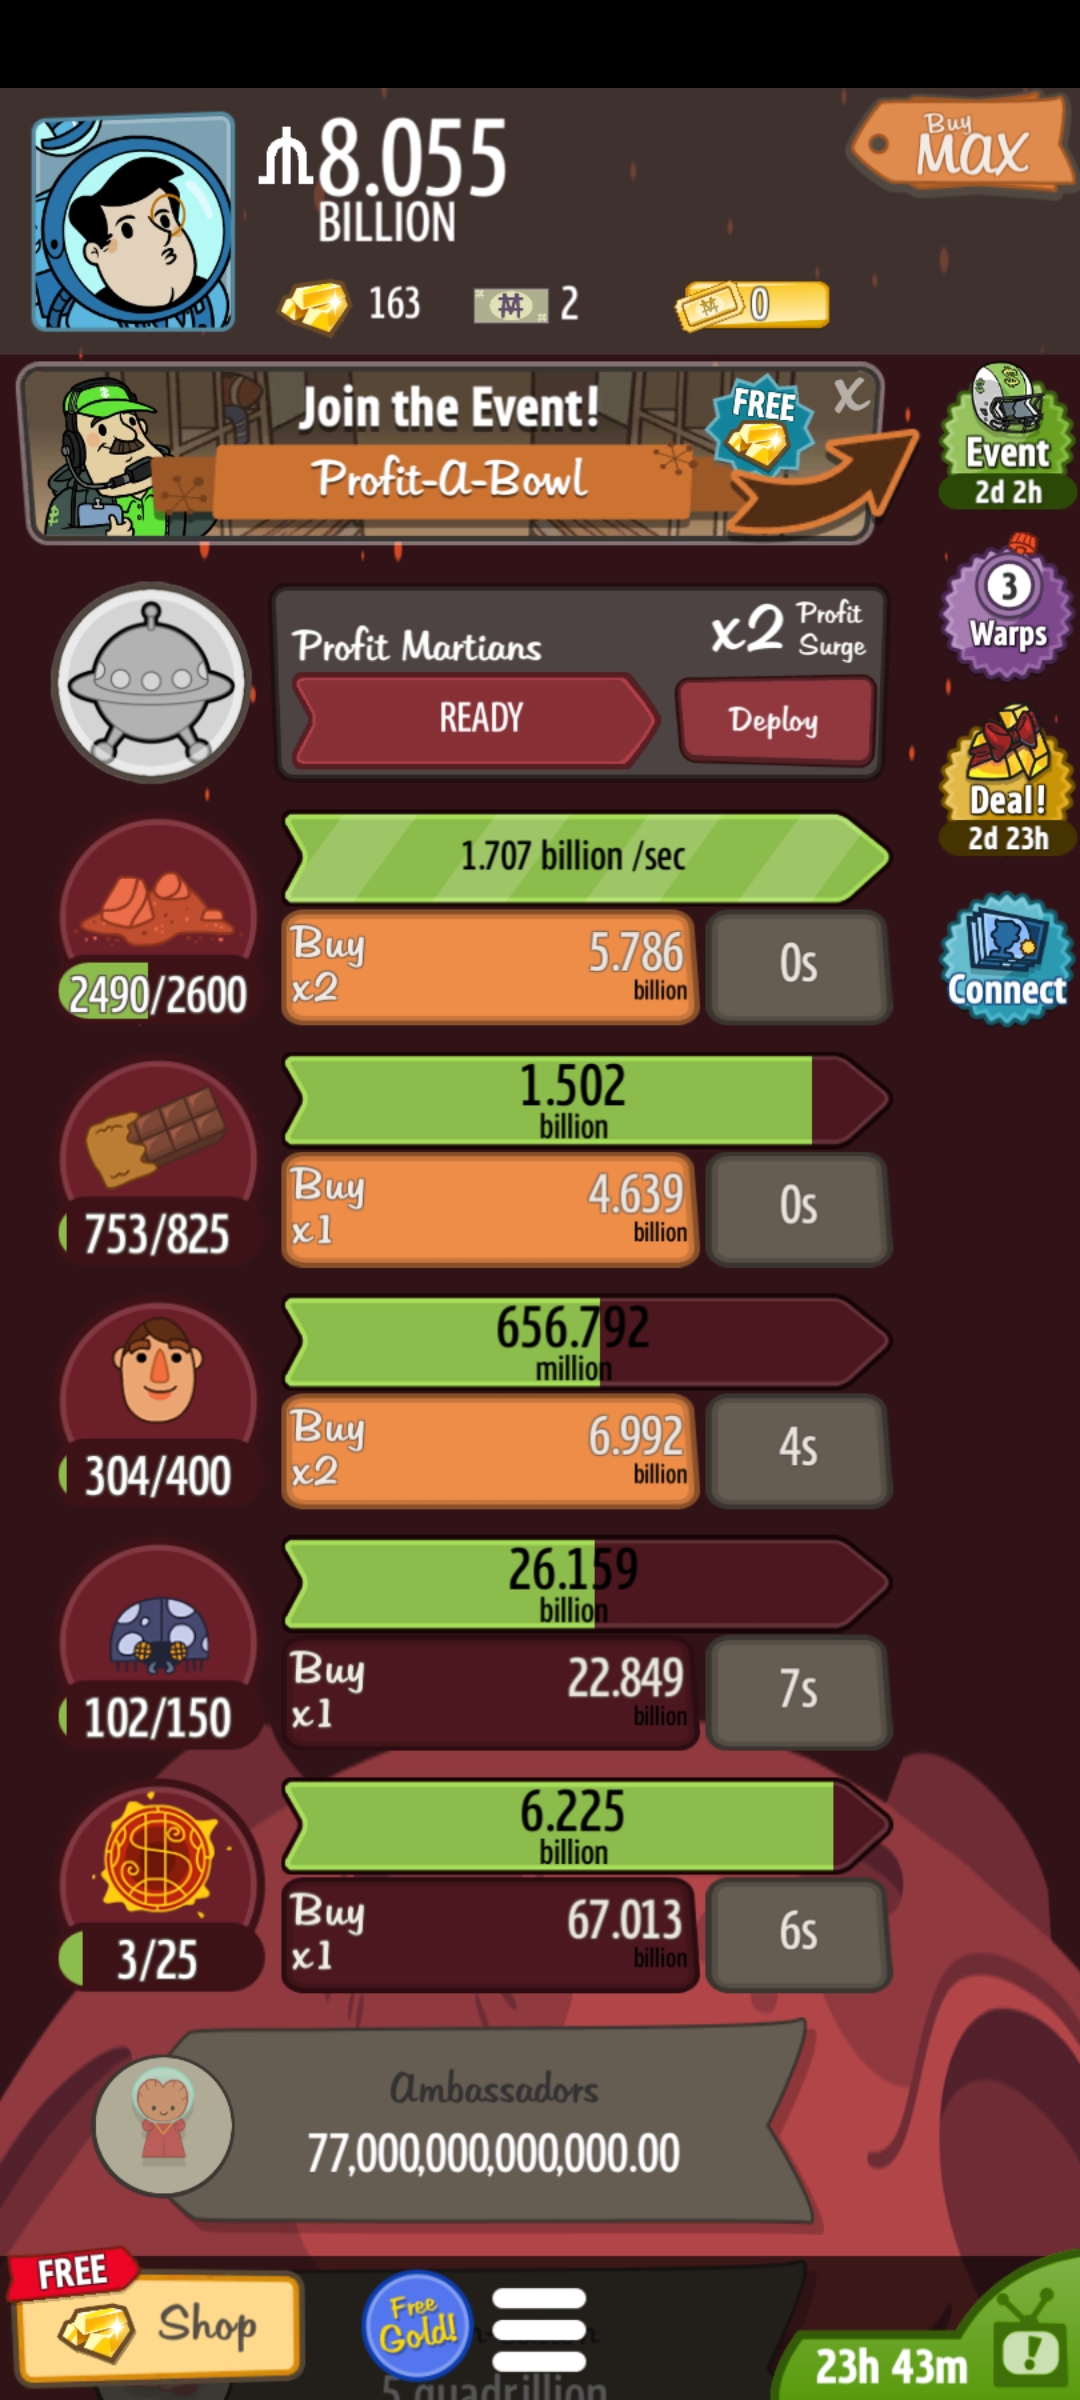 8.055
BILLION
Buy
MAX
163
2
0
Join the Event!
Profit-A-Bowl
FREE
X
Event
2d 2h
3
Warps
Profit Martians
x2 Profit Surge
READY
Deploy
Deal!
2d 23h
1.707 billion /sec
Buy x2
5.786 billion
0s
2490/2600
Connect
1.502
billion
Buy x1
4.639 billion
0s
753/825
656.792
million
Buy x2
6.992 billion
4s
304/400
26.159
billion
Buy x1
22.849 billion
7s
102/150
6.225
billion
Buy x1
67.013 billion
6s
3/25
Ambassadors
77,000,000,000,000.00
FREE
Shop
Free Gold!
5 quadrillion
23h 43m